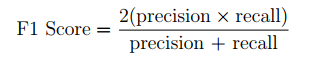 F1 Score = 2(precision × recall) / precision + recall